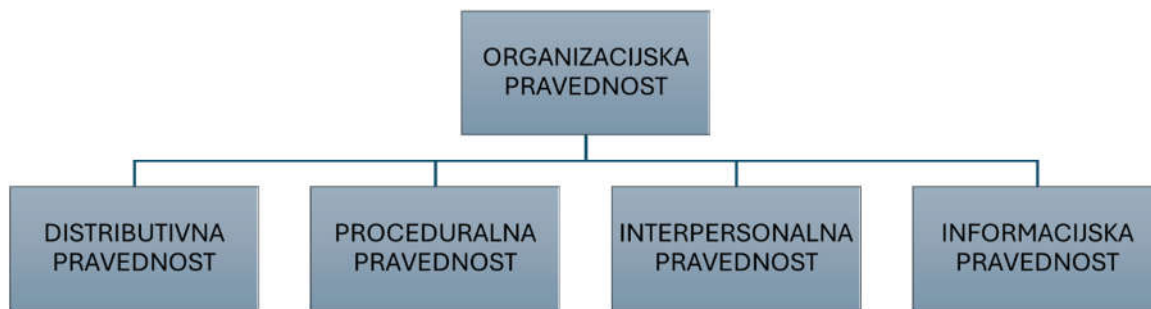 ORGANIZACIJSKA
PRAVEDNOST
DISTRIBUTIVNA
PRAVEDNOST
PROCEDURALNA
PRAVEDNOST
INTERPERSONALNA
PRAVEDNOST
INFORMACIJSKA
PRAVEDNOST